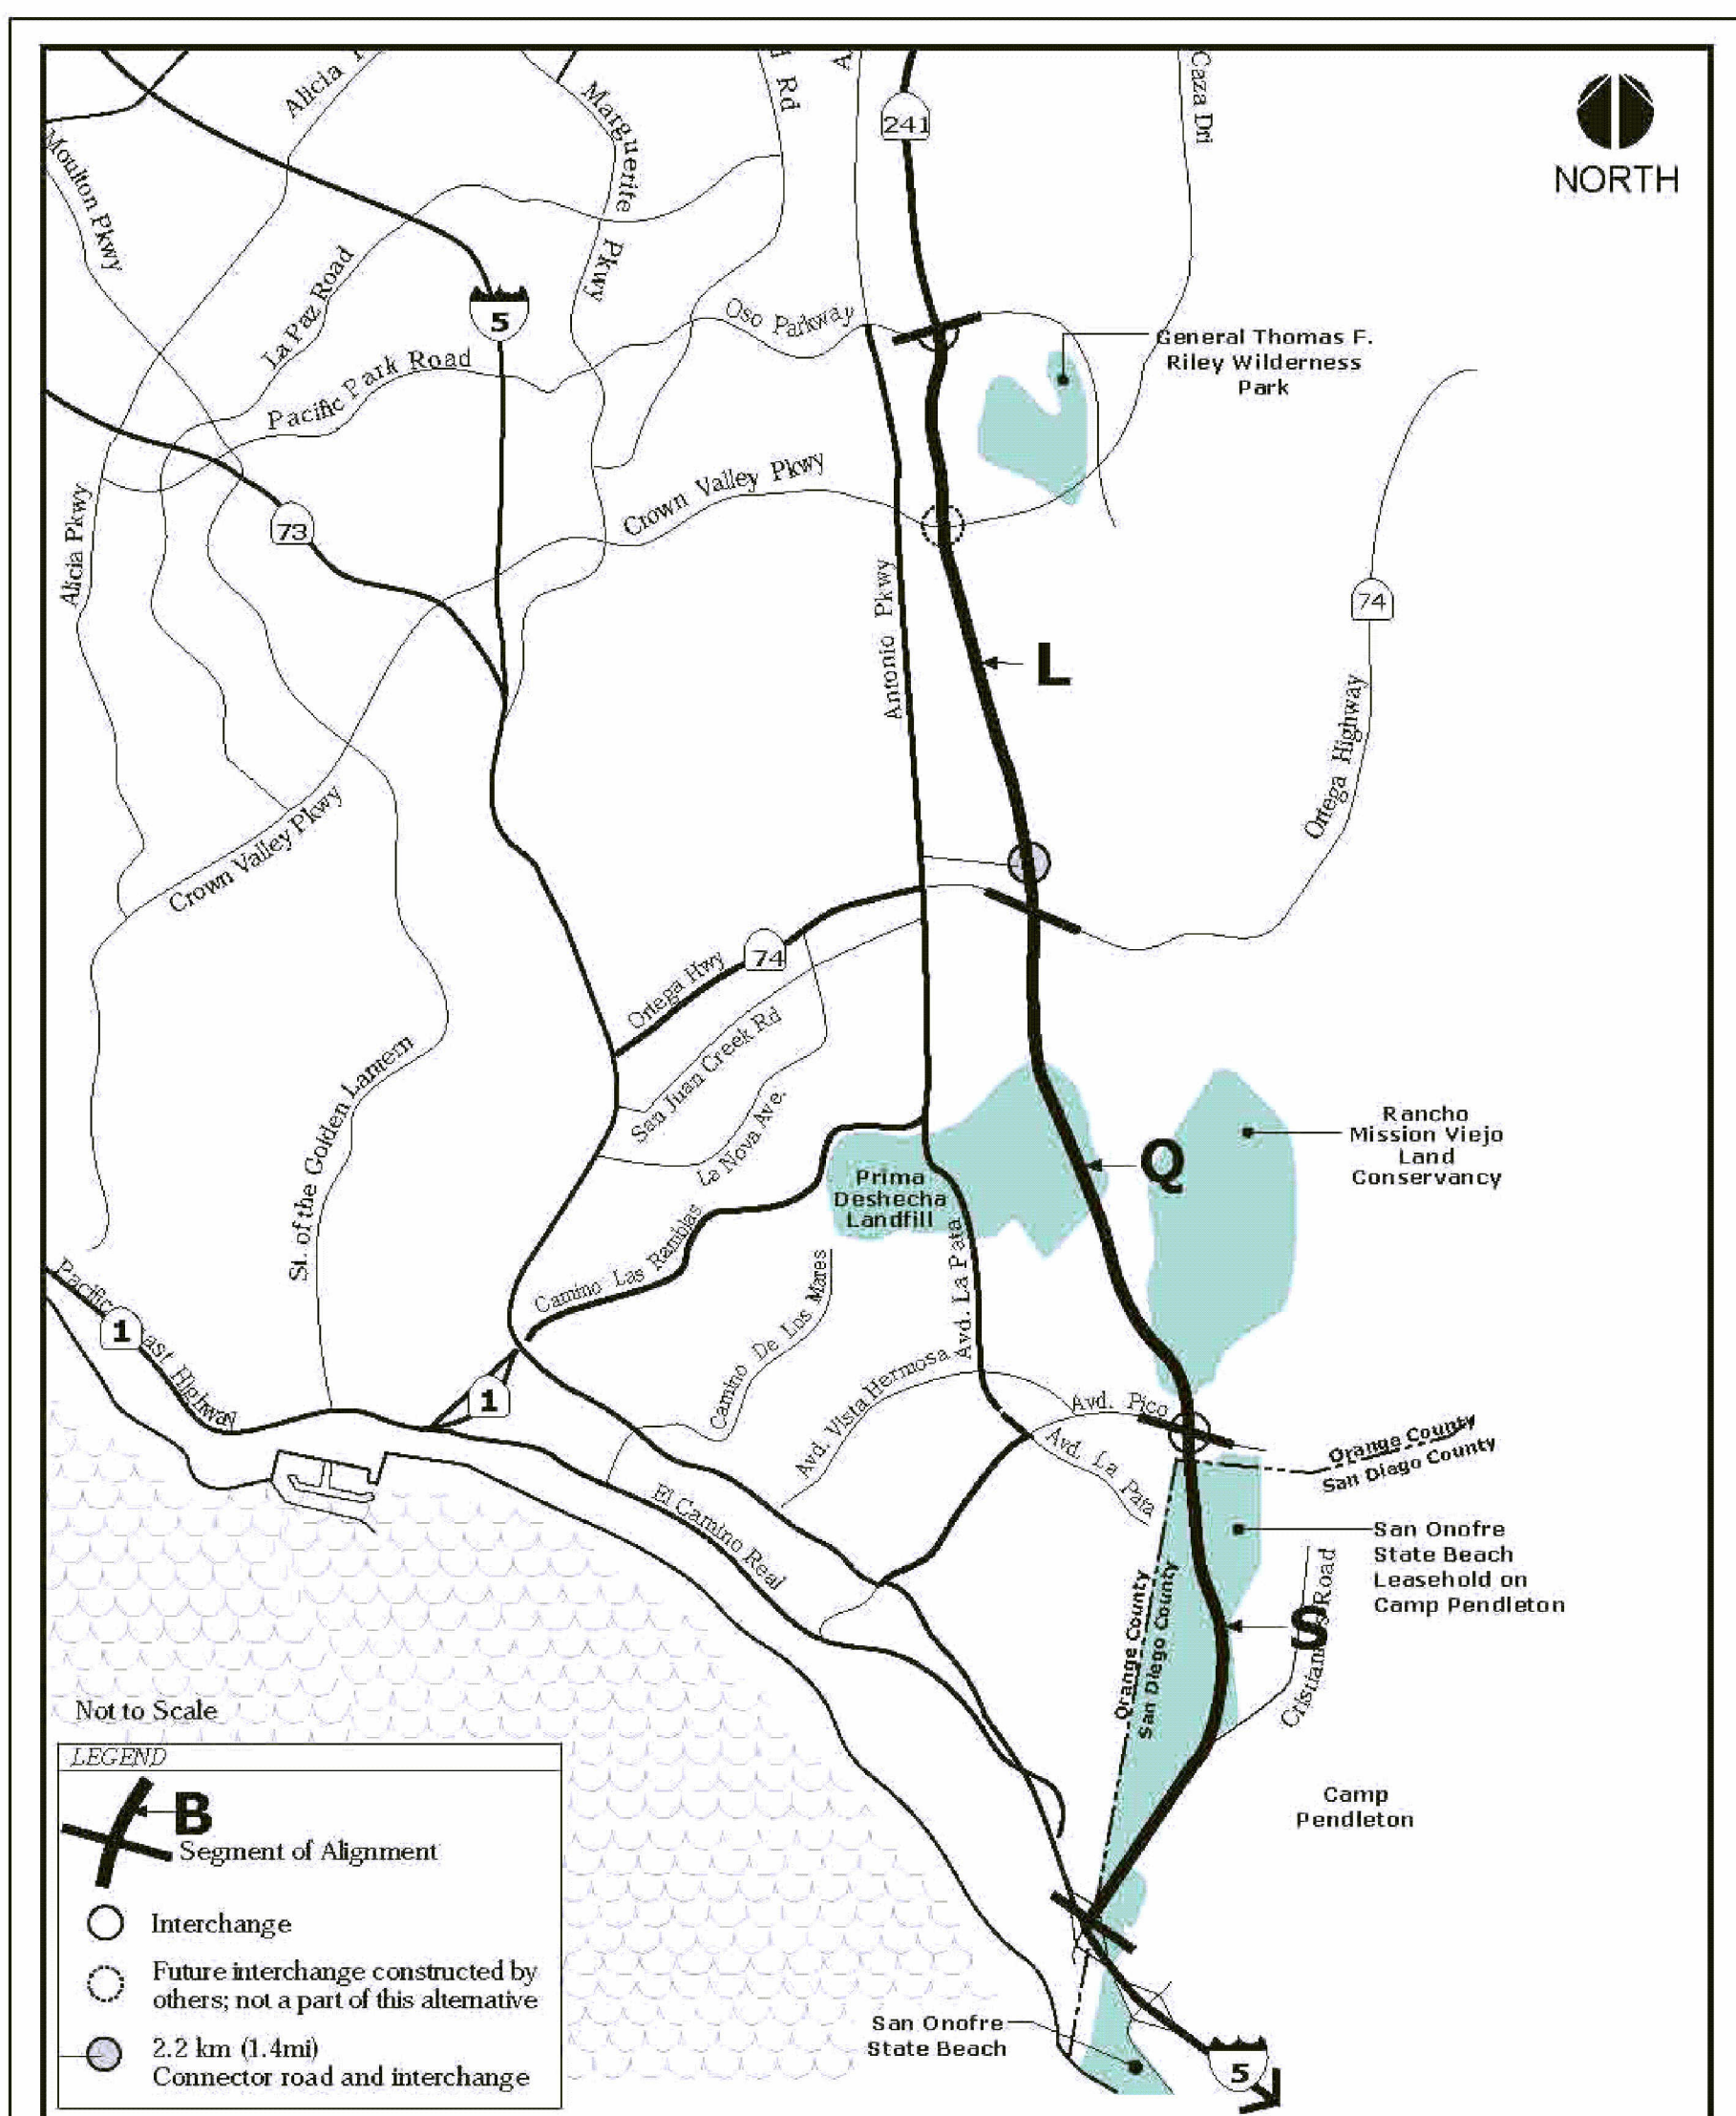 Alicia
Marguerite
Pkwy
Rd
241
Caza Dri
NORTH
Moulton Pkwy
La Paz Road
5
Oso Parkway
Pacific Park Road
General Thomas F.
Riley Wilderness
Park
Crown Valley Pkwy
Alicia Pkwy
73
Antonio Pkwy
74
L
Ortega Highway
Crown Valley Pkwy
Ortega Hwy
74
San Juan Creek Rd
La Nova Ave.
St. of the Golden Lantern
Prima
Deshecha
Landfill
Q
Rancho
Mission Viejo
Land
Conservancy
Camino Las Ramblas
Camino De Los Mares
Avd. La Pata
Pacific
ast Highway
1
1
Avd. Vista Hermosa
Avd. Pico
Avd. La Pata
Orange County
San Diego County
El Camino Real
San Onofre
State Beach
Leasehold on
Camp Pendleton
Orange County
San Diego County
S
Road
Camp
Pendleton
Not to Scale
LEGEND
B
Segment of Alignment
Interchange
Future interchange constructed by
others; not a part of this alternative
2.2 km (1.4mi)
Connector road and interchange
San Onofre
State Beach
5